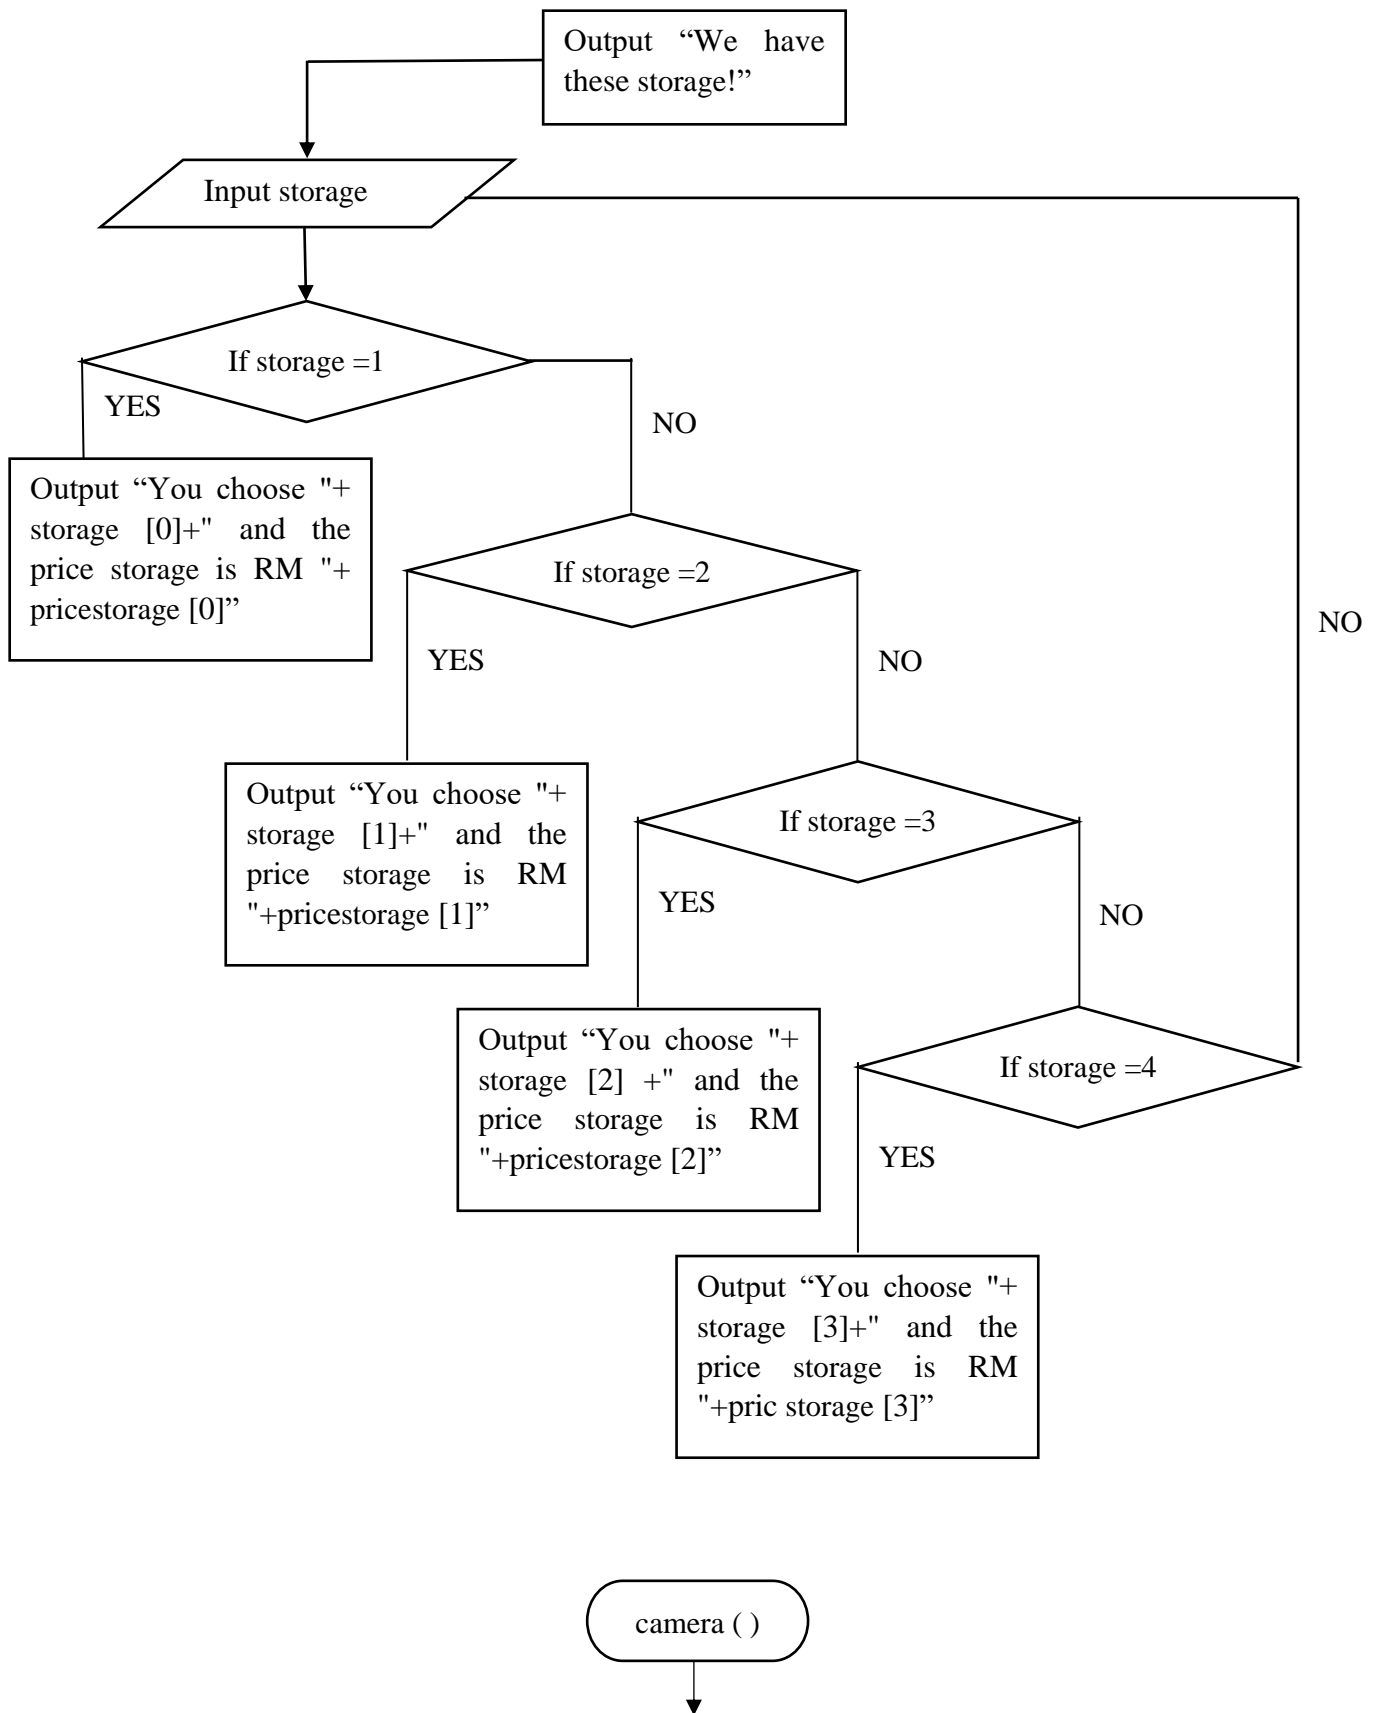 Output “We have
these storage!”
Input storage
If storage =1
YES
NO
Output “You choose "+
storage [0]+" and the
price storage is RM "+
pricestorage [0]”
If storage =2
YES
NO
NO
Output “You choose "+
storage [1]+" and the
price storage is RM
"+pricestorage [1]”
If storage =3
YES
NO
Output “You choose "+
storage [2] +" and the
price storage is RM
"+pricestorage [2]”
If storage =4
YES
Output “You choose "+
storage [3]+" and the
price storage is RM
"+pric storage [3]”
camera ( )